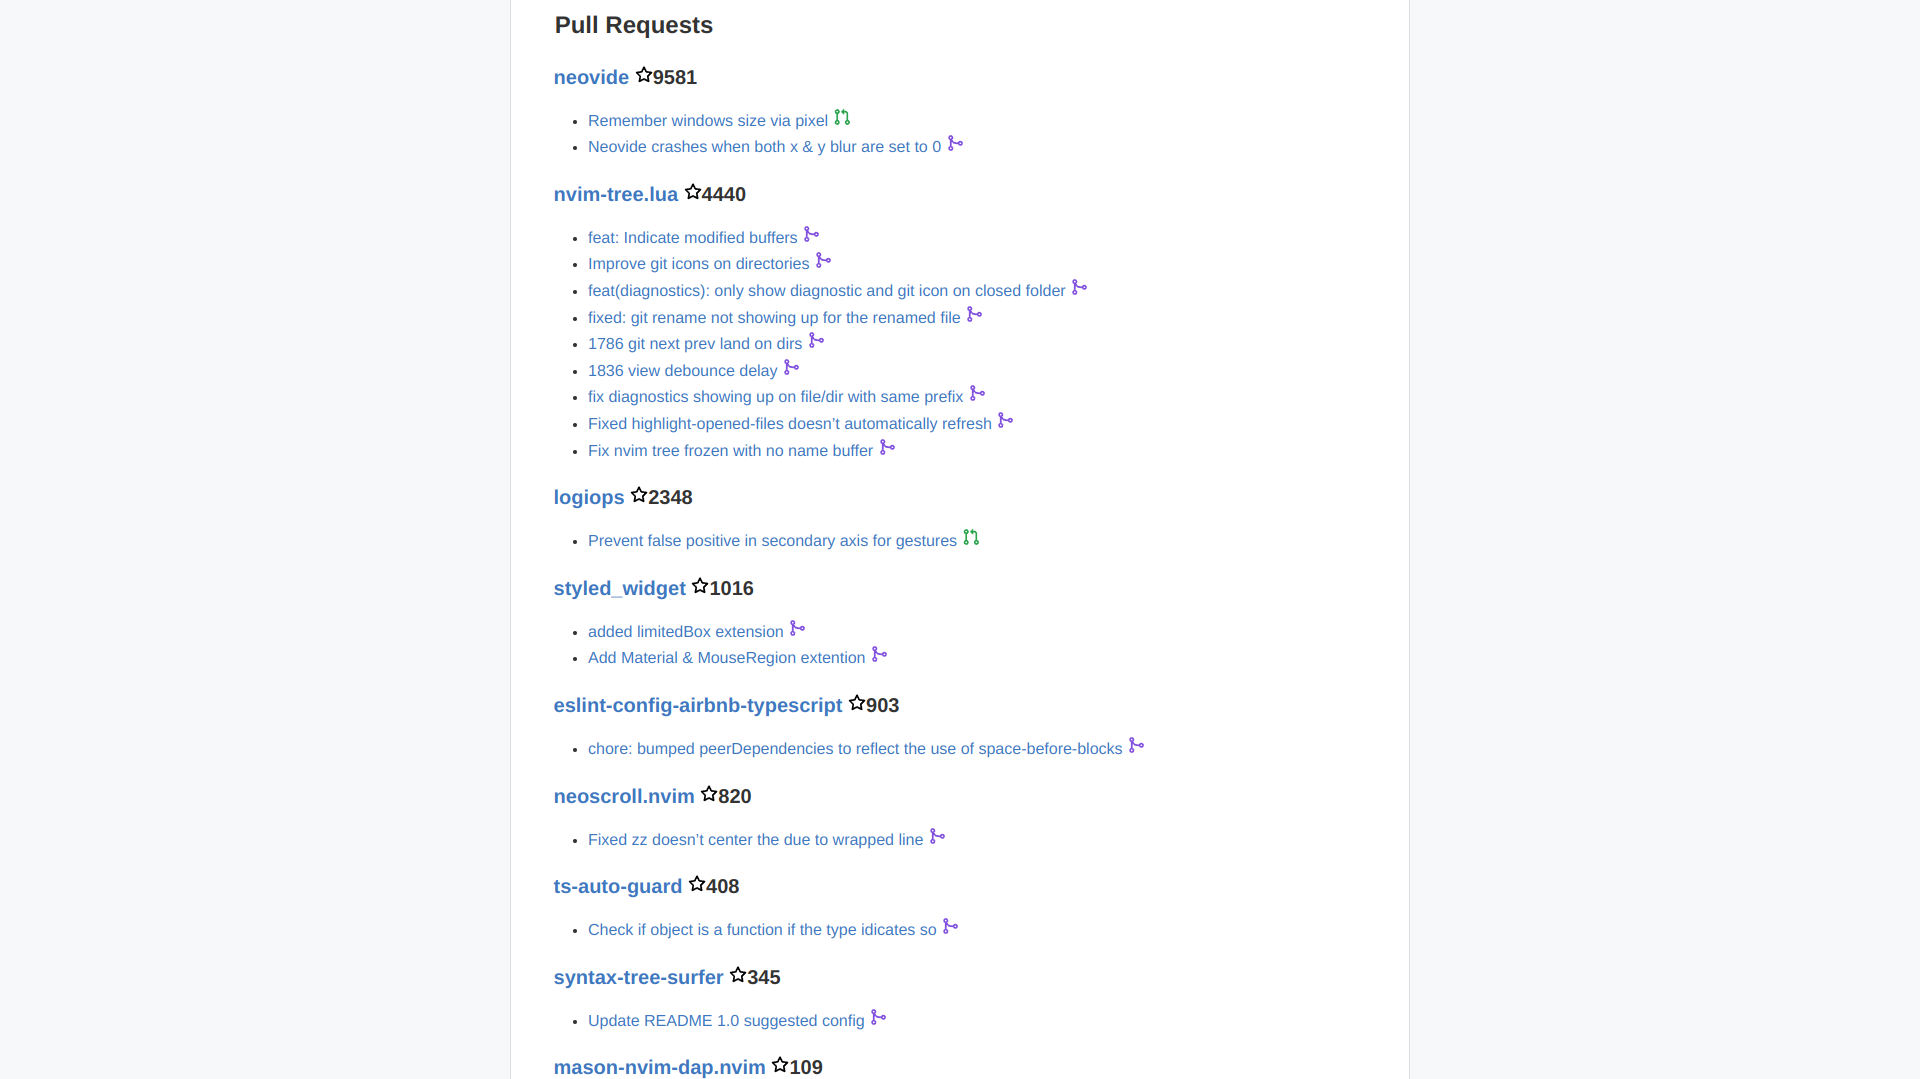 Pull Requests
neovide 9581
Remember windows size via pixel
Neovide crashes when both x & y blur are set to 0
nvim-tree.lua 4440
feat: Indicate modified buffers
Improve git icons on directories
feat(diagnostics): only show diagnostic and git icon on closed folder
fixed: git rename not showing up for the renamed file
1786 git next prev land on dirs
1836 view debounce delay
fix diagnostics showing up on file/dir with same prefix
Fixed highlight-opened-files doesn’t automatically refresh
Fix nvim tree frozen with no name buffer
logiops 2348
Prevent false positive in secondary axis for gestures
styled_widget 1016
added limitedBox extension
Add Material & MouseRegion extention
eslint-config-airbnb-typescript 903
chore: bumped peerDependencies to reflect the use of space-before-blocks
neoscroll.nvim 820
Fixed zz doesn’t center the due to wrapped line
ts-auto-guard 408
Check if object is a function if the type idicates so
syntax-tree-surfer 345
Update README 1.0 suggested config
mason-nvim-dap.nvim 109